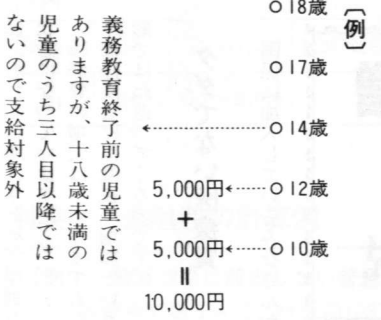 〔例〕
○18歳
○17歳
○14歳
○12歳
5,000円
+
○10歳
5,000円
=
10,000円
義務教育終了前の児童では
ありますが、十八歳未満の
児童のうち三人目以降では
ないので支給対象外